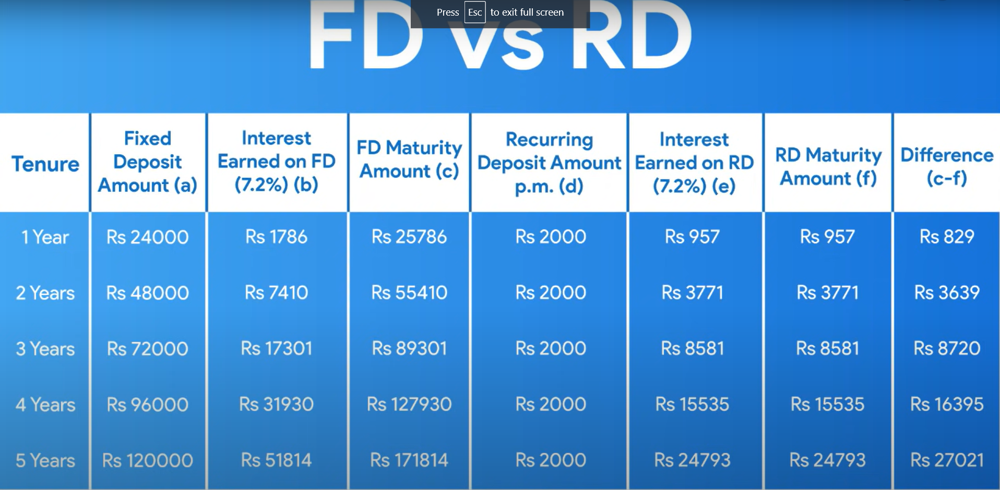 Press Esc to exit full screen
FD vs RD
Tenure
Fixed
Deposit
Amount (a)
Interest
Earned on FD
(7.2%) (b)
FD Maturity
Amount (c)
Recurring
Deposit Amount
p.m. (d)
Interest
Earned on RD
(7.2%) (e)
RD Maturity
Amount (f)
Difference
(c-f)
1 Year Rs 24000 Rs 1786 Rs 25786 Rs 2000 Rs 957 Rs 957 Rs 829
2 Years Rs 48000 Rs 7410 Rs 55410 Rs 2000 Rs 3771 Rs 3771 Rs 3639
3 Years Rs 72000 Rs 17301 Rs 89301 Rs 2000 Rs 8581 Rs 8581 Rs 8720
4 Years Rs 96000 Rs 31930 Rs 127930 Rs 2000 Rs 15535 Rs 15535 Rs 16395
5 Years Rs 120000 Rs 51814 Rs 171814 Rs 2000 Rs 24793 Rs 24793 Rs 27021